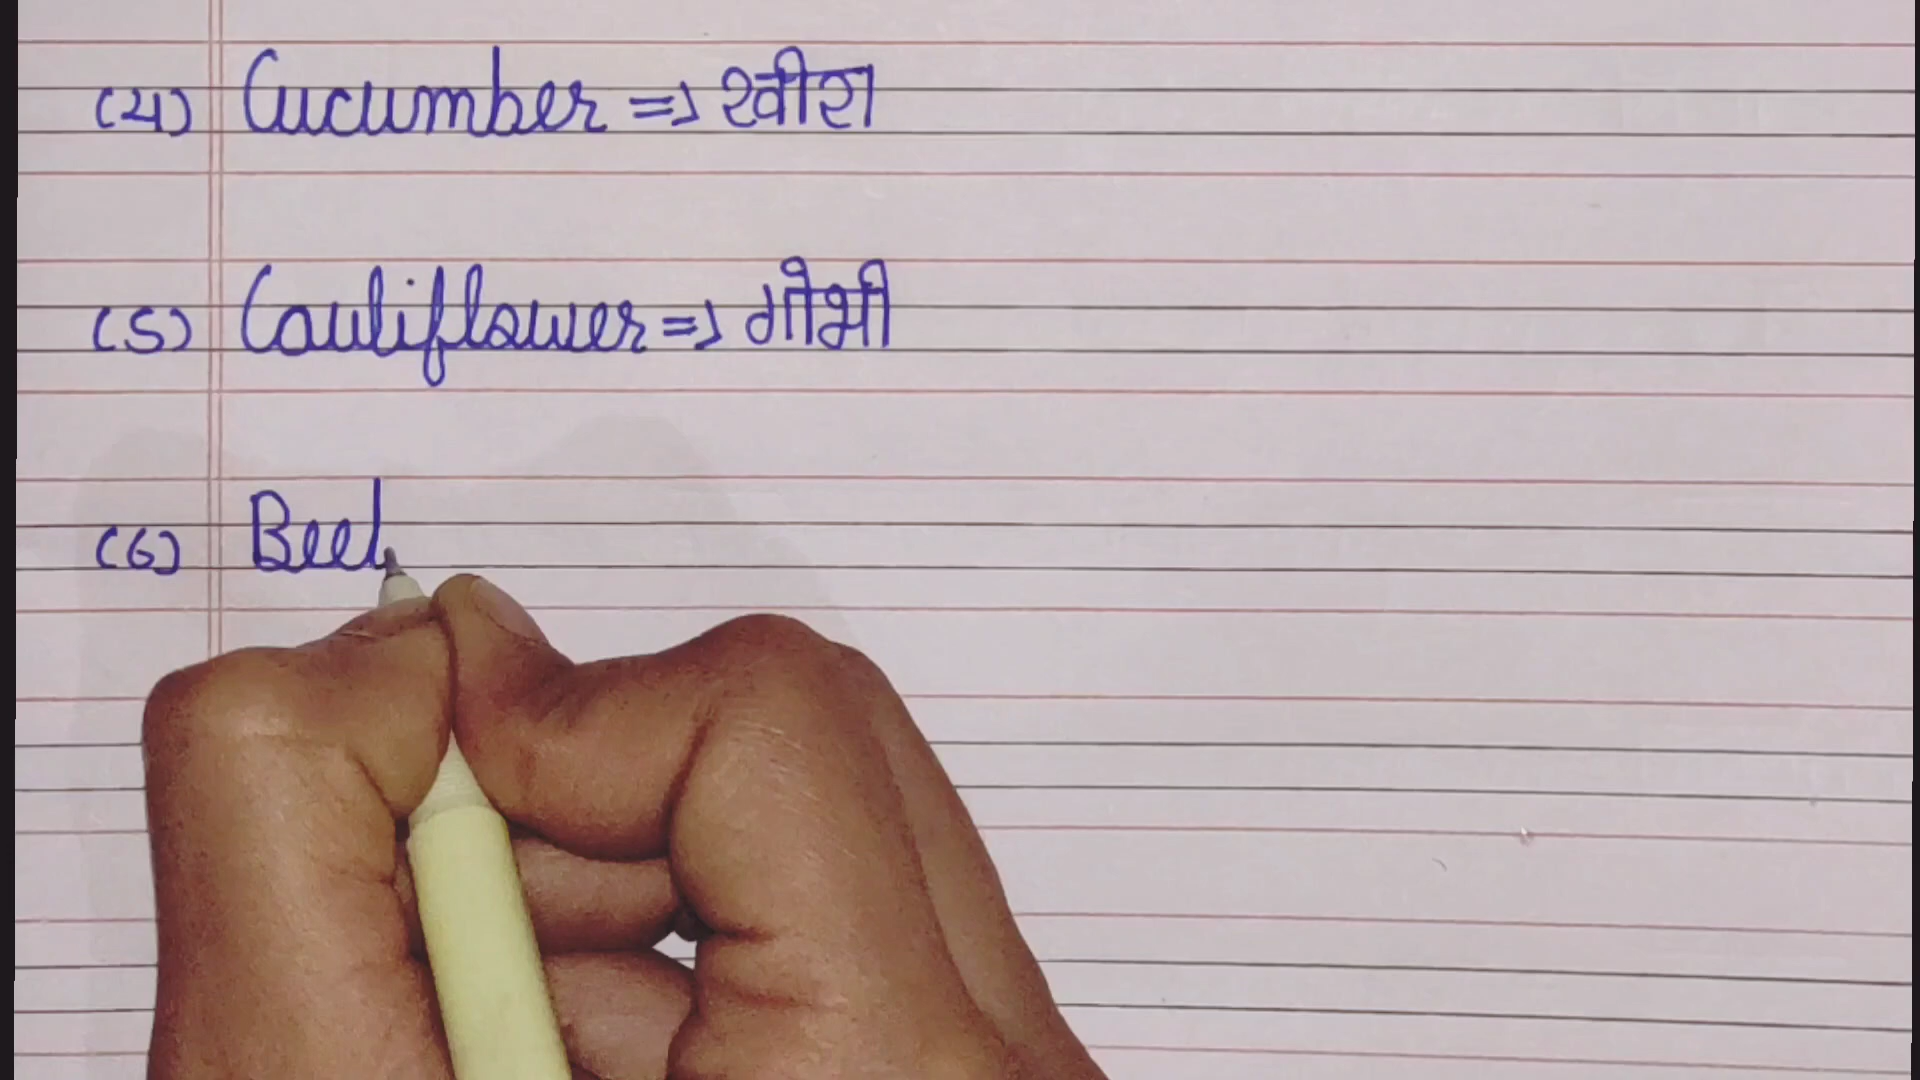 (4) Cucumber => खीरा
(5) Cauliflower => गोभी
(6) Beet